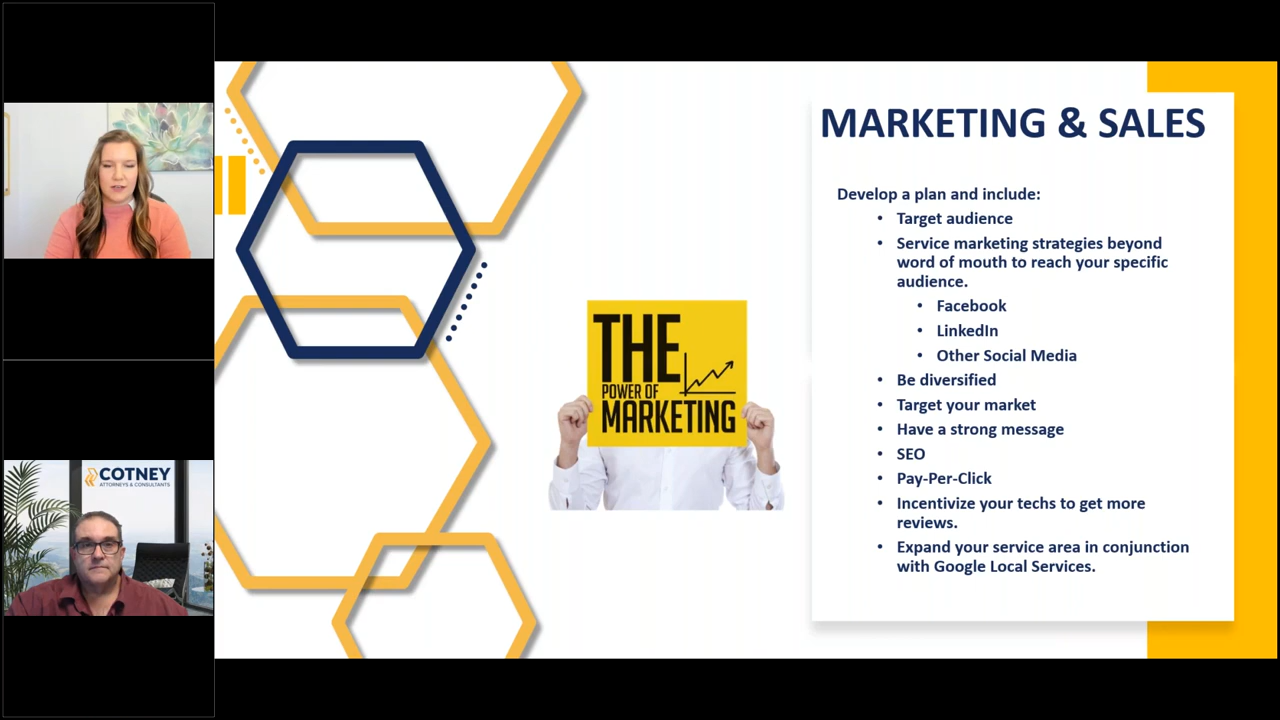 COTNEY
ATTORNEYS & CONSULTANTS
THE
POWER OF
MARKETING
MARKETING & SALES
Develop a plan and include:
• Target audience
• Service marketing strategies beyond
word of mouth to reach your specific
audience.
• Facebook
• LinkedIn
• Other Social Media
• Be diversified
• Target your market
• Have a strong message
• SEO
• Pay-Per-Click
• Incentivize your techs to get more
reviews.
• Expand your service area in conjunction
with Google Local Services.